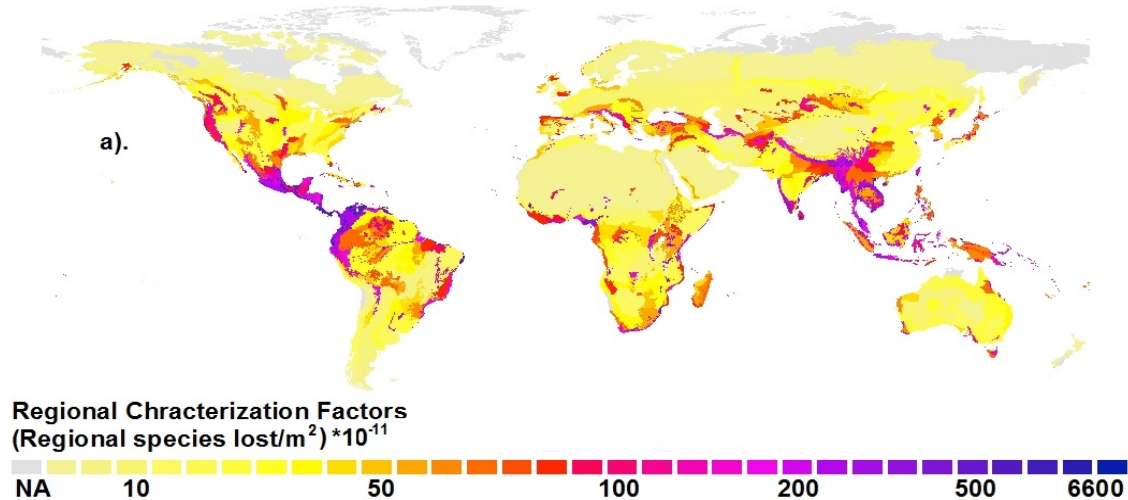 a).
Regional Chracterization Factors
(Regional species lost/m²) *10⁻¹¹
NA 10 50 100 200 500 6600